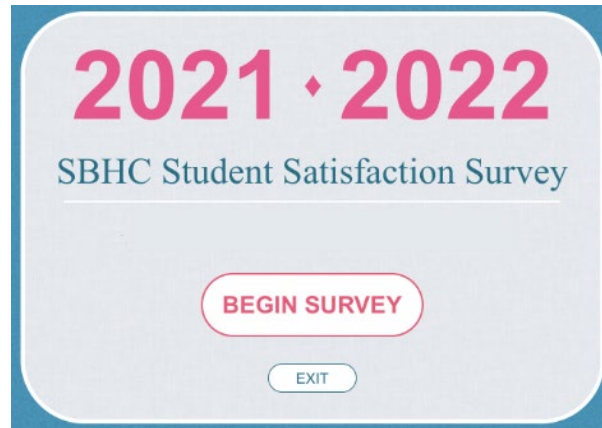 2021 ♦ 2022
SBHC Student Satisfaction Survey
BEGIN SURVEY
EXIT